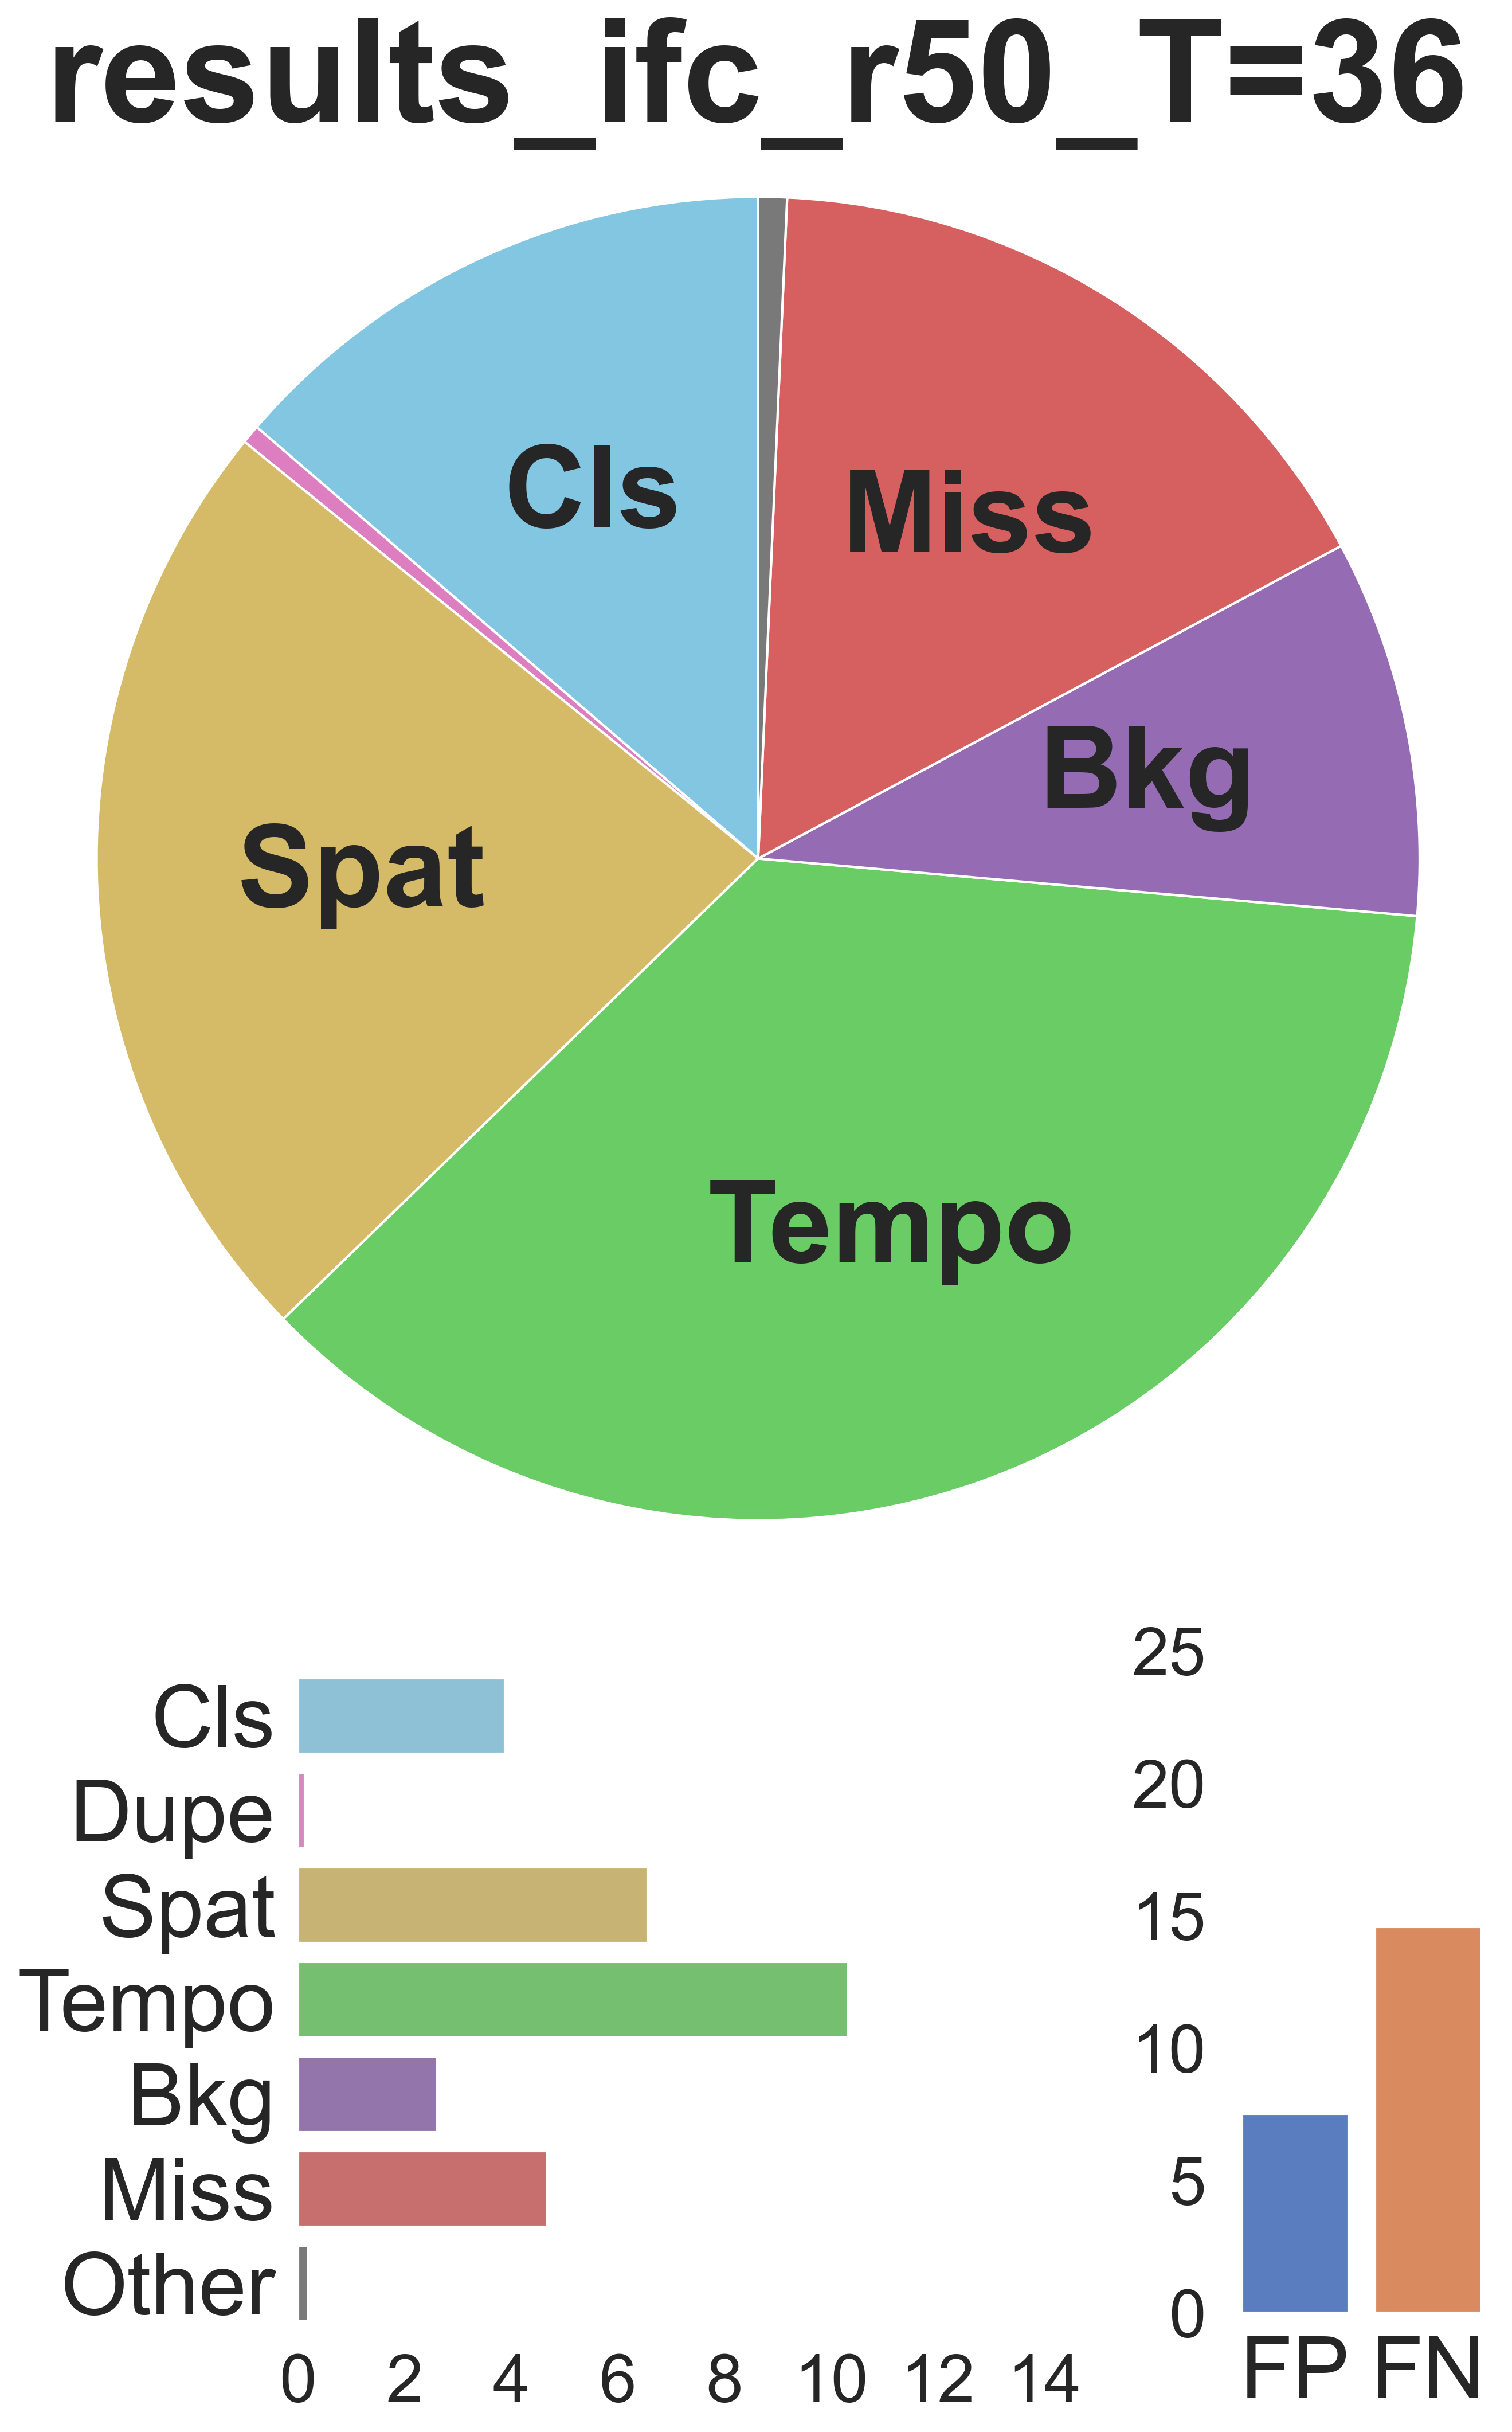 results_ifc_r50_T=36
Cls
Miss
Bkg
Spat
Tempo
Cls
Dupe
Spat
Tempo
Bkg
Miss
Other
0 2 4 6 8 10 12 14
25
20
15
10
5
0
FP FN